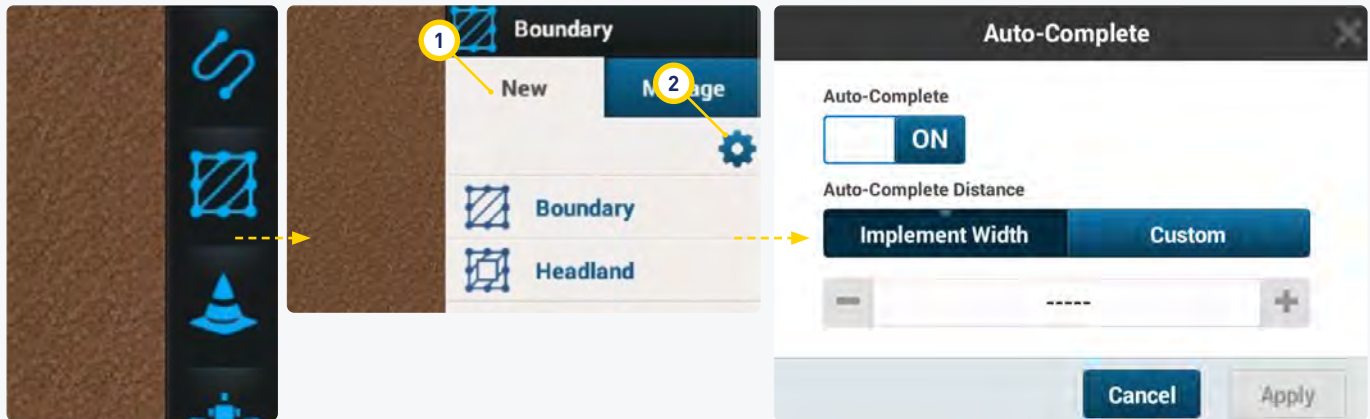 Boundary
1
New
2
Boundary
Headland
Auto-Complete
Auto-Complete
ON
Auto-Complete Distance
Implement Width
Custom
-----
Cancel
Apply